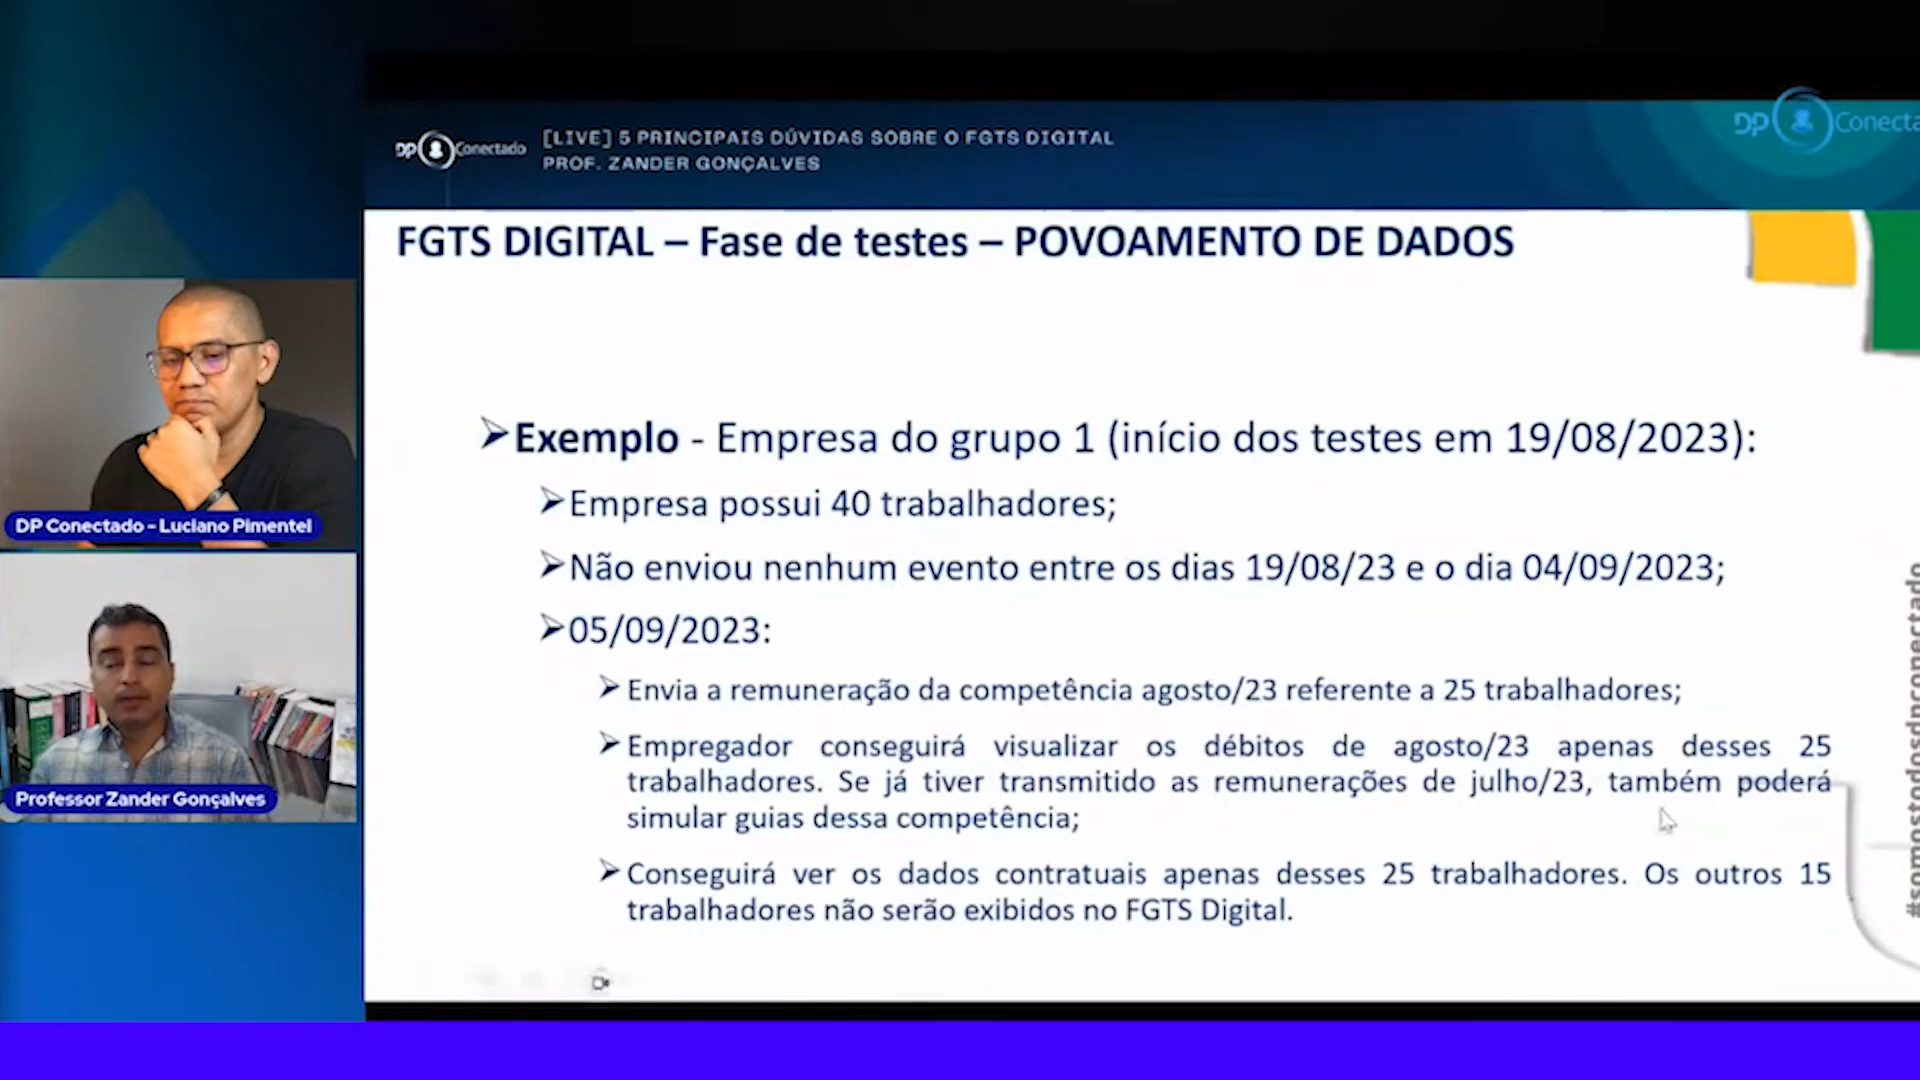 DP Conectado
[LIVE] 5 PRINCIPAIS DÚVIDAS SOBRE O FGTS DIGITAL
PROF. ZANDER GONÇALVES
DP Conecta
FGTS DIGITAL – Fase de testes – POVOAMENTO DE DADOS
➢Exemplo - Empresa do grupo 1 (início dos testes em 19/08/2023):
➢Empresa possui 40 trabalhadores;
➢Não enviou nenhum evento entre os dias 19/08/23 e o dia 04/09/2023;
➢05/09/2023:
➢Envia a remuneração da competência agosto/23 referente a 25 trabalhadores;
➢Empregador conseguirá visualizar os débitos de agosto/23 apenas desses 25
trabalhadores. Se já tiver transmitido as remunerações de julho/23, também poderá
simular guias dessa competência;
➢Conseguirá ver os dados contratuais apenas desses 25 trabalhadores. Os outros 15
trabalhadores não serão exibidos no FGTS Digital.
#somostodosdpconectado
DP Conectado – Luciano Pimentel
Professor Zander Gonçalves